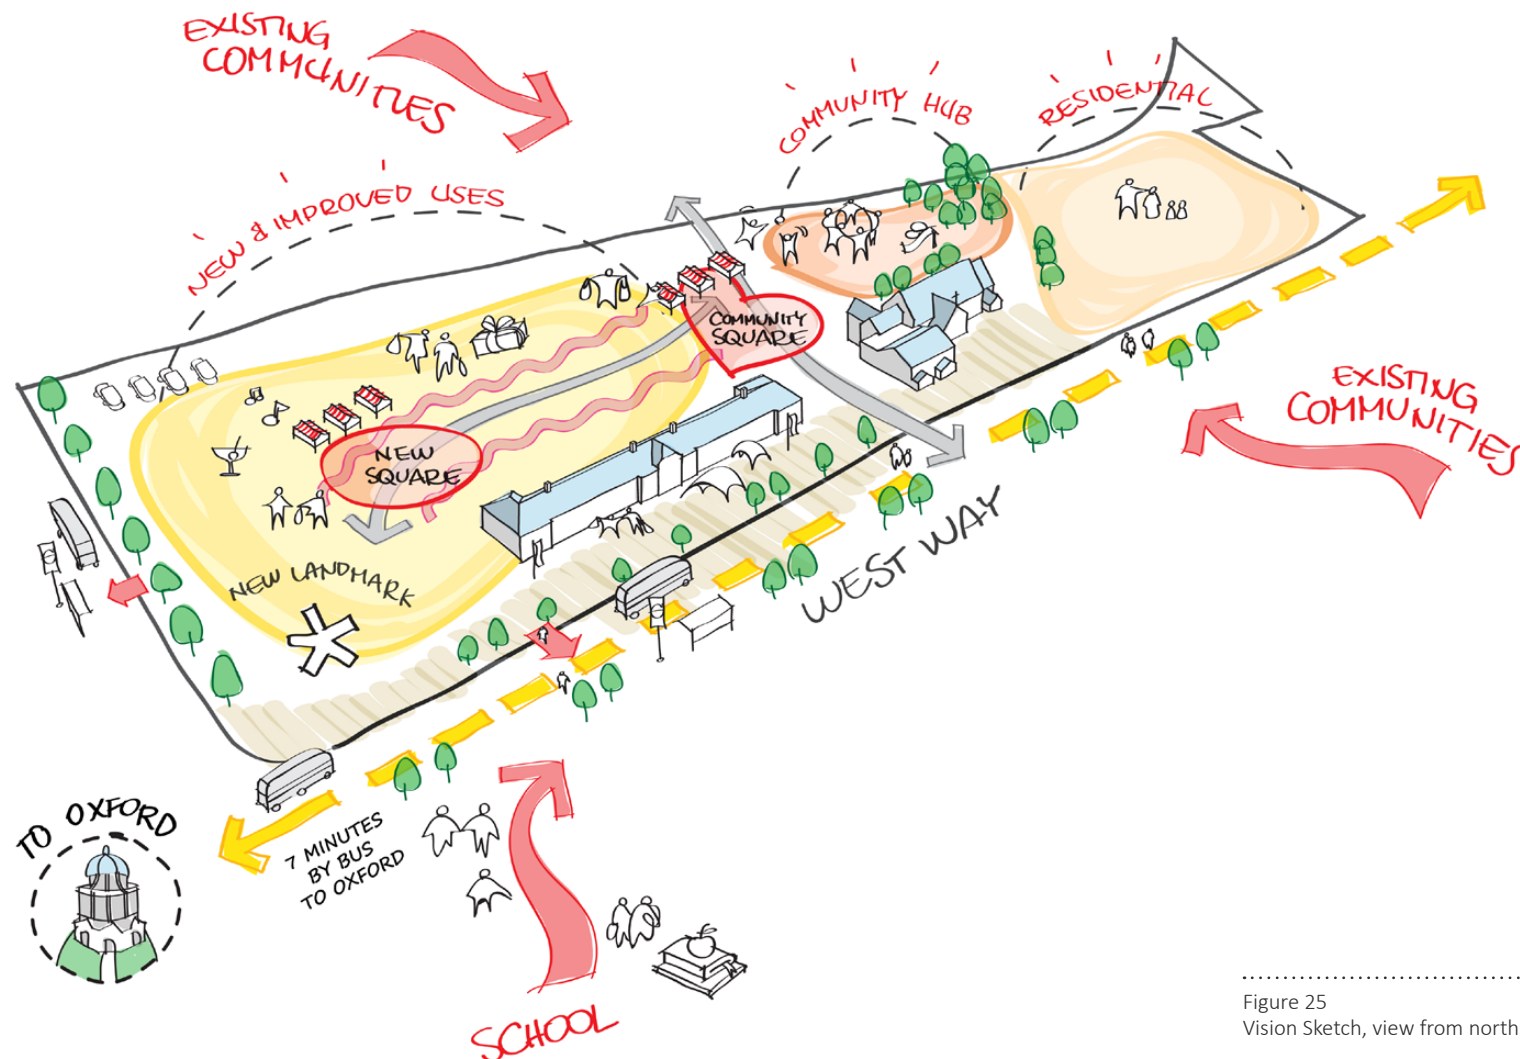 EXISTING
COMMUNITIES
COMMUNITY HUB
RESIDENTIAL
NEW & IMPROVED USES
COMMUNITY
SQUARE
NEW
SQUARE
EXISTING
COMMUNITIES
NEW LANDMARK
WEST WAY
TO OXFORD
7 MINUTES
BY BUS
TO OXFORD
SCHOOL
Figure 25
Vision Sketch, view from north